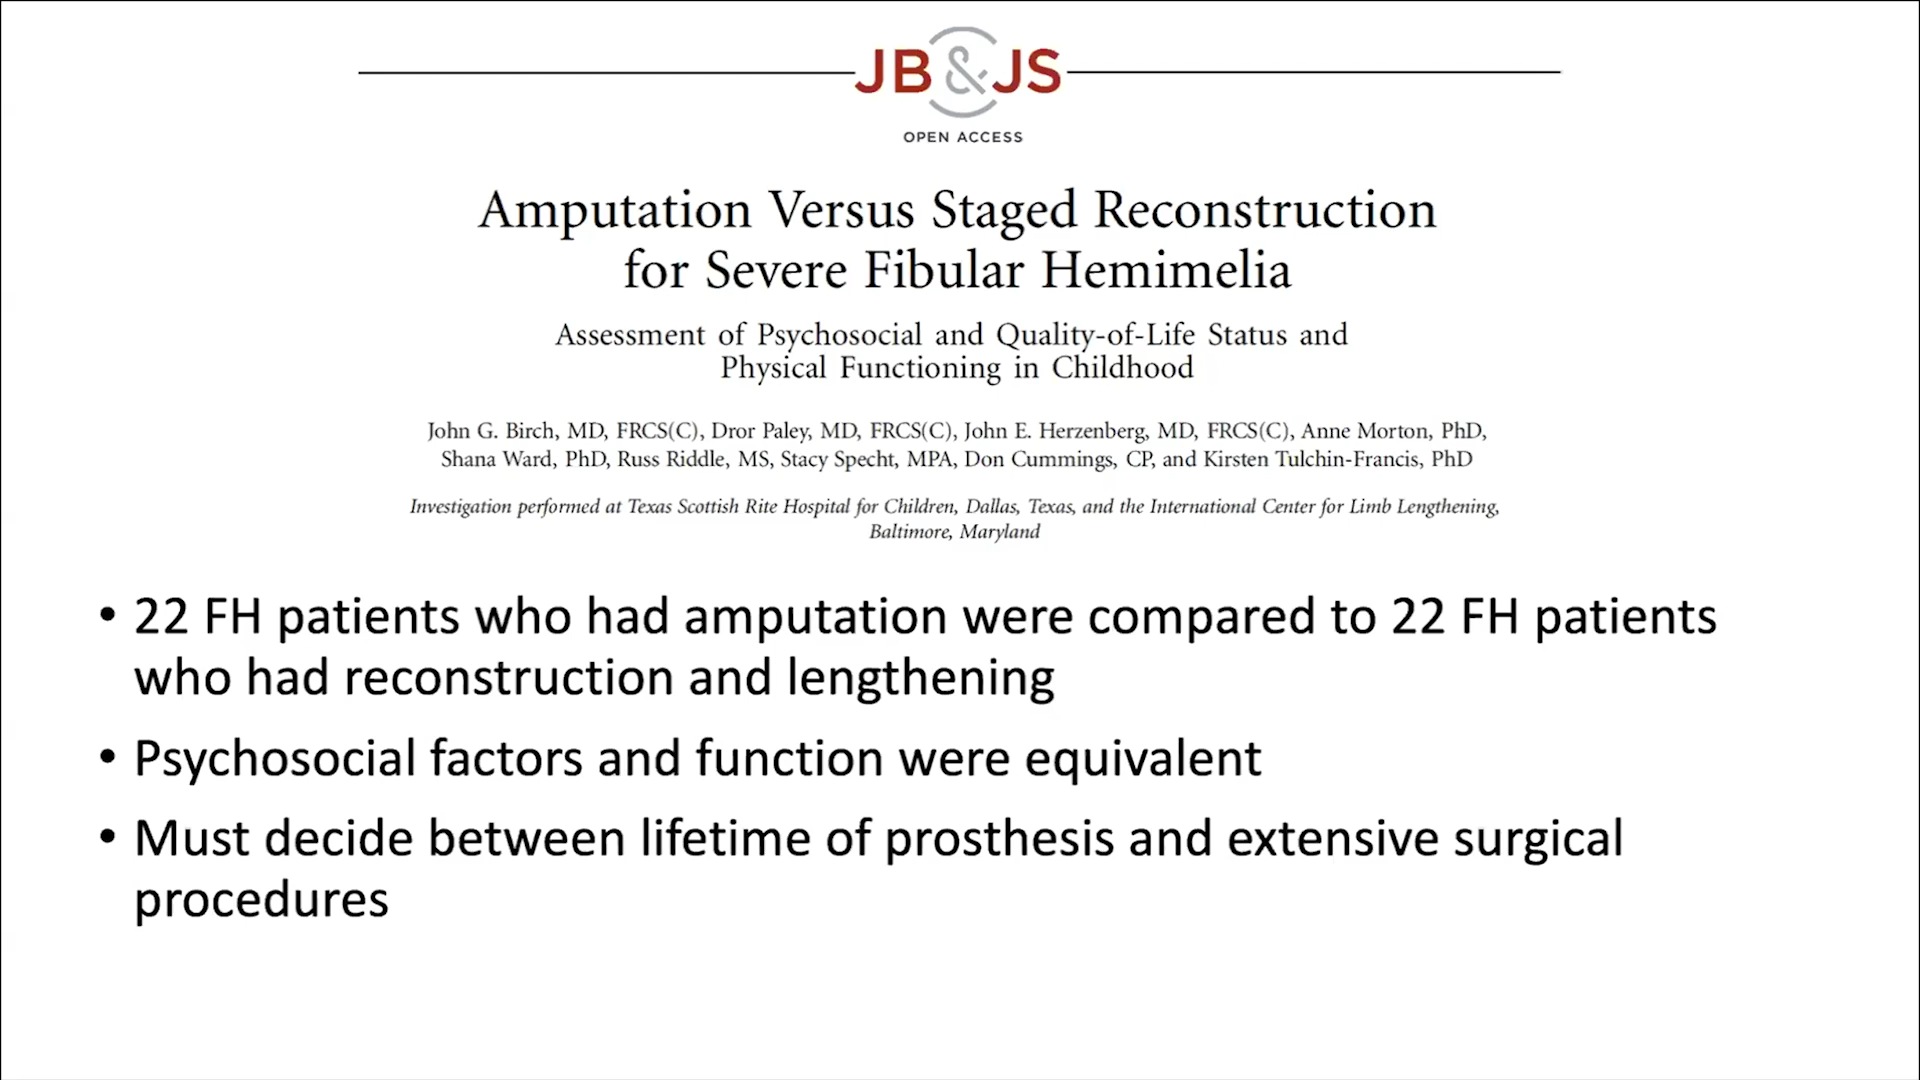 JB&JS
OPEN ACCESS
Amputation Versus Staged Reconstruction
for Severe Fibular Hemimelia
Assessment of Psychosocial and Quality-of-Life Status and
Physical Functioning in Childhood
John G. Birch, MD, FRCS(C), Dror Paley, MD, FRCS(C), John E. Herzenberg, MD, FRCS(C), Anne Morton, PhD,
Shana Ward, PhD, Russ Riddle, MS, Stacy Specht, MPA, Don Cummings, CP, and Kirsten Tulchin-Francis, PhD
Investigation performed at Texas Scottish Rite Hospital for Children, Dallas, Texas, and the International Center for Limb Lengthening,
Baltimore, Maryland
• 22 FH patients who had amputation were compared to 22 FH patients
who had reconstruction and lengthening
• Psychosocial factors and function were equivalent
• Must decide between lifetime of prosthesis and extensive surgical
procedures